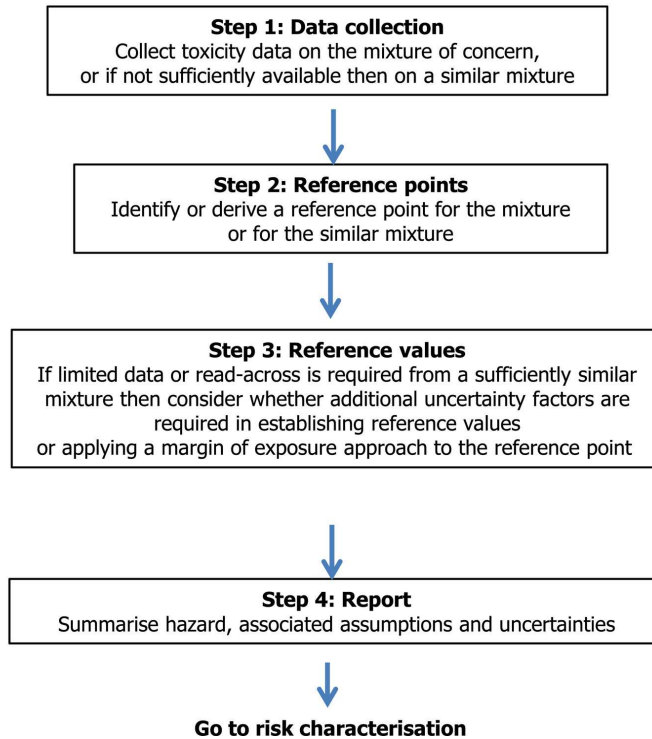 Step 1: Data collection
Collect toxicity data on the mixture of concern,
or if not sufficiently available then on a similar mixture
Step 2: Reference points
Identify or derive a reference point for the mixture
or for the similar mixture
Step 3: Reference values
If limited data or read-across is required from a sufficiently similar
mixture then consider whether additional uncertainty factors are
required in establishing reference values
or applying a margin of exposure approach to the reference point
Step 4: Report
Summarise hazard, associated assumptions and uncertainties
Go to risk characterisation